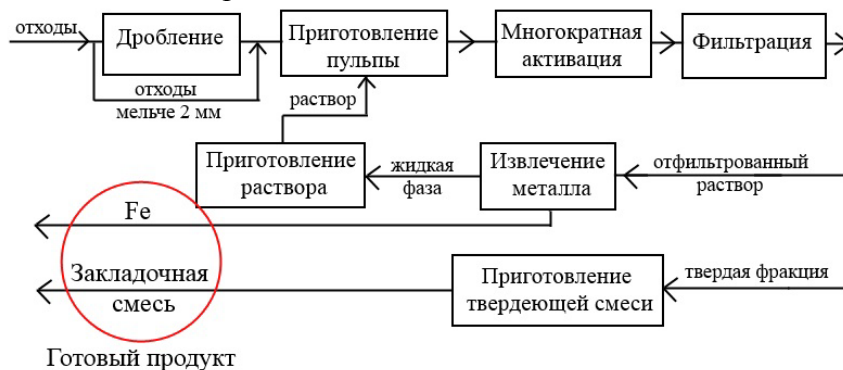 отходы
Дробление
Приготовление
пульпы
Многократная
активация
Фильтрация
отходы
мельче 2 мм
раствор
Приготовление
раствора
жидкая
фаза
Извлечение
металла
отфильтрованный
раствор
Fe
Закладочная
смесь
Приготовление
твердеющей смеси
твердая фракция
Готовый продукт